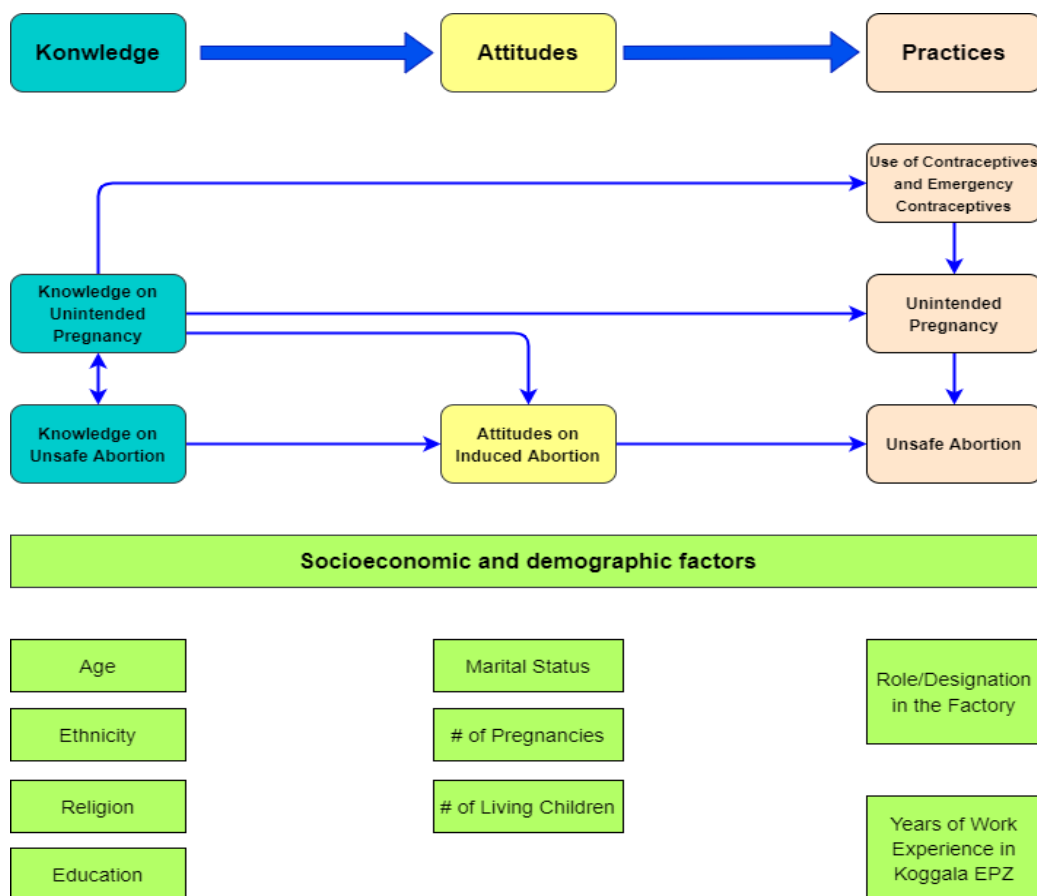 Konwledge
Attitudes
Practices
Use of Contraceptives
and Emergency
Contraceptives
Knowledge on
Unintended
Pregnancy
Unintended
Pregnancy
Knowledge on
Unsafe Abortion
Attitudes on
Induced Abortion
Unsafe Abortion
Socioeconomic and demographic factors
Age
Marital Status
Role/Designation
in the Factory
Ethnicity
# of Pregnancies
Religion
# of Living Children
Years of Work
Experience in
Koggala EPZ
Education